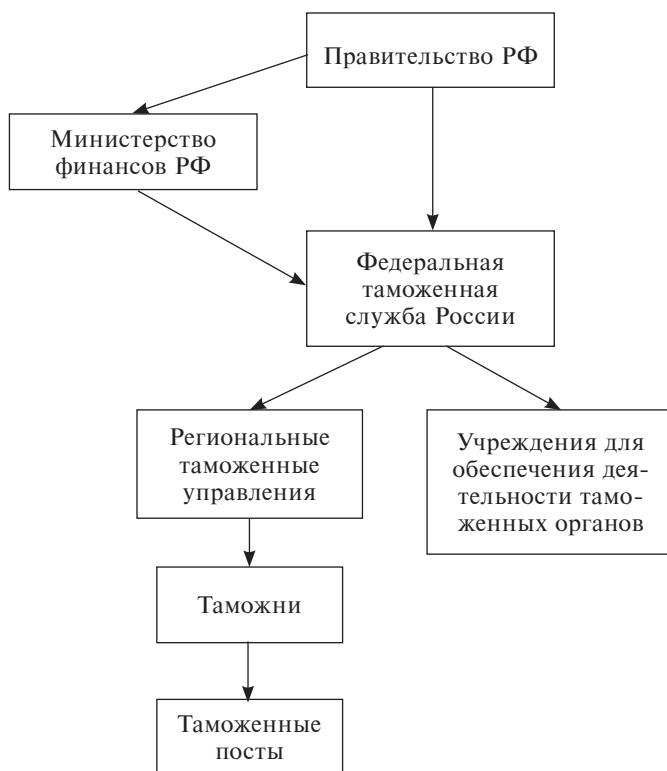 Правительство РФ
Министерство
финансов РФ
Федеральная
таможенная
служба России
Региональные
таможенные
управления
Учреждения для
обеспечения дея-
тельности тамо-
женных органов
Таможни
Таможенные
посты